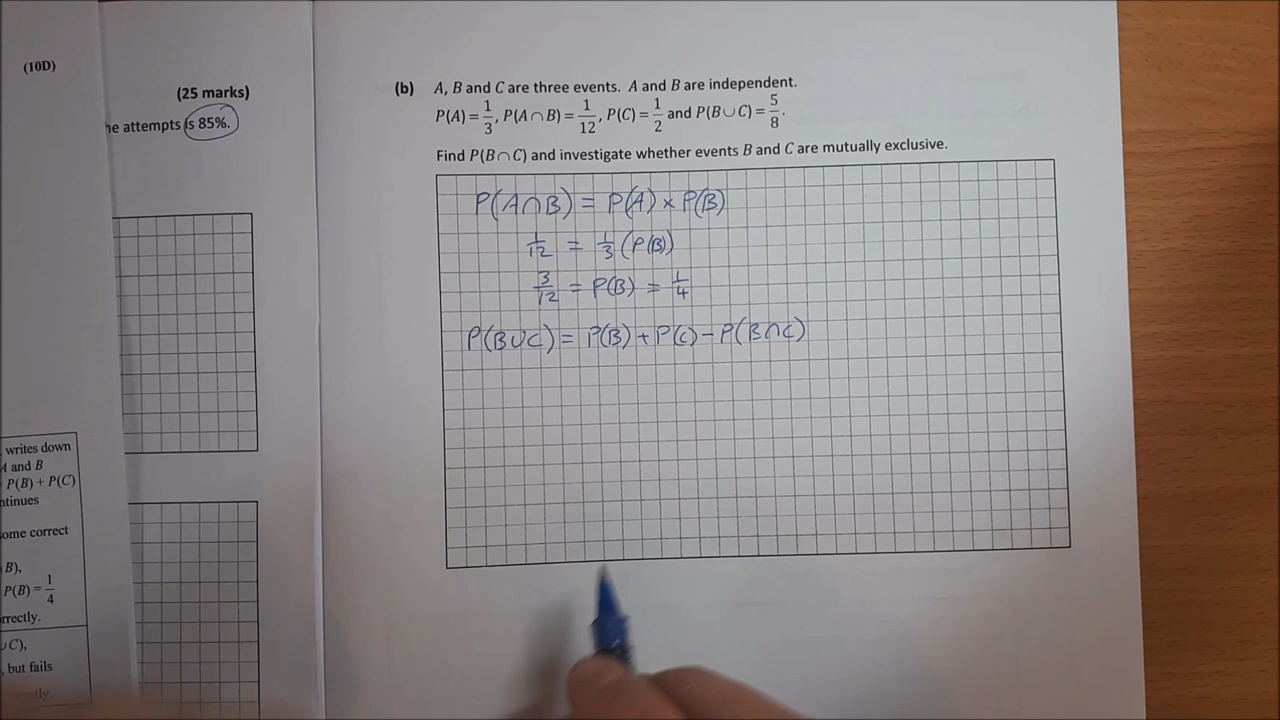 (10D)
(25 marks)
he attempts is 85%.
writes down
A and B
P(B) + P(C)
ntinues
ome correct
B),
P(B) = 1/4
rrectly.
∪C),
, but fails
tly.
(b) A, B and C are three events. A and B are independent.
P(A) = 1/3, P(A∩B) = 1/12, P(C) = 1/2 and P(B∪C) = 5/8.
Find P(B∩C) and investigate whether events B and C are mutually exclusive.
P(A∩B) = P(A) × P(B)
1/12 = 1/3 (P(B))
3/12 = P(B) = 1/4
P(B∪C) = P(B) + P(C) − P(B∩C)